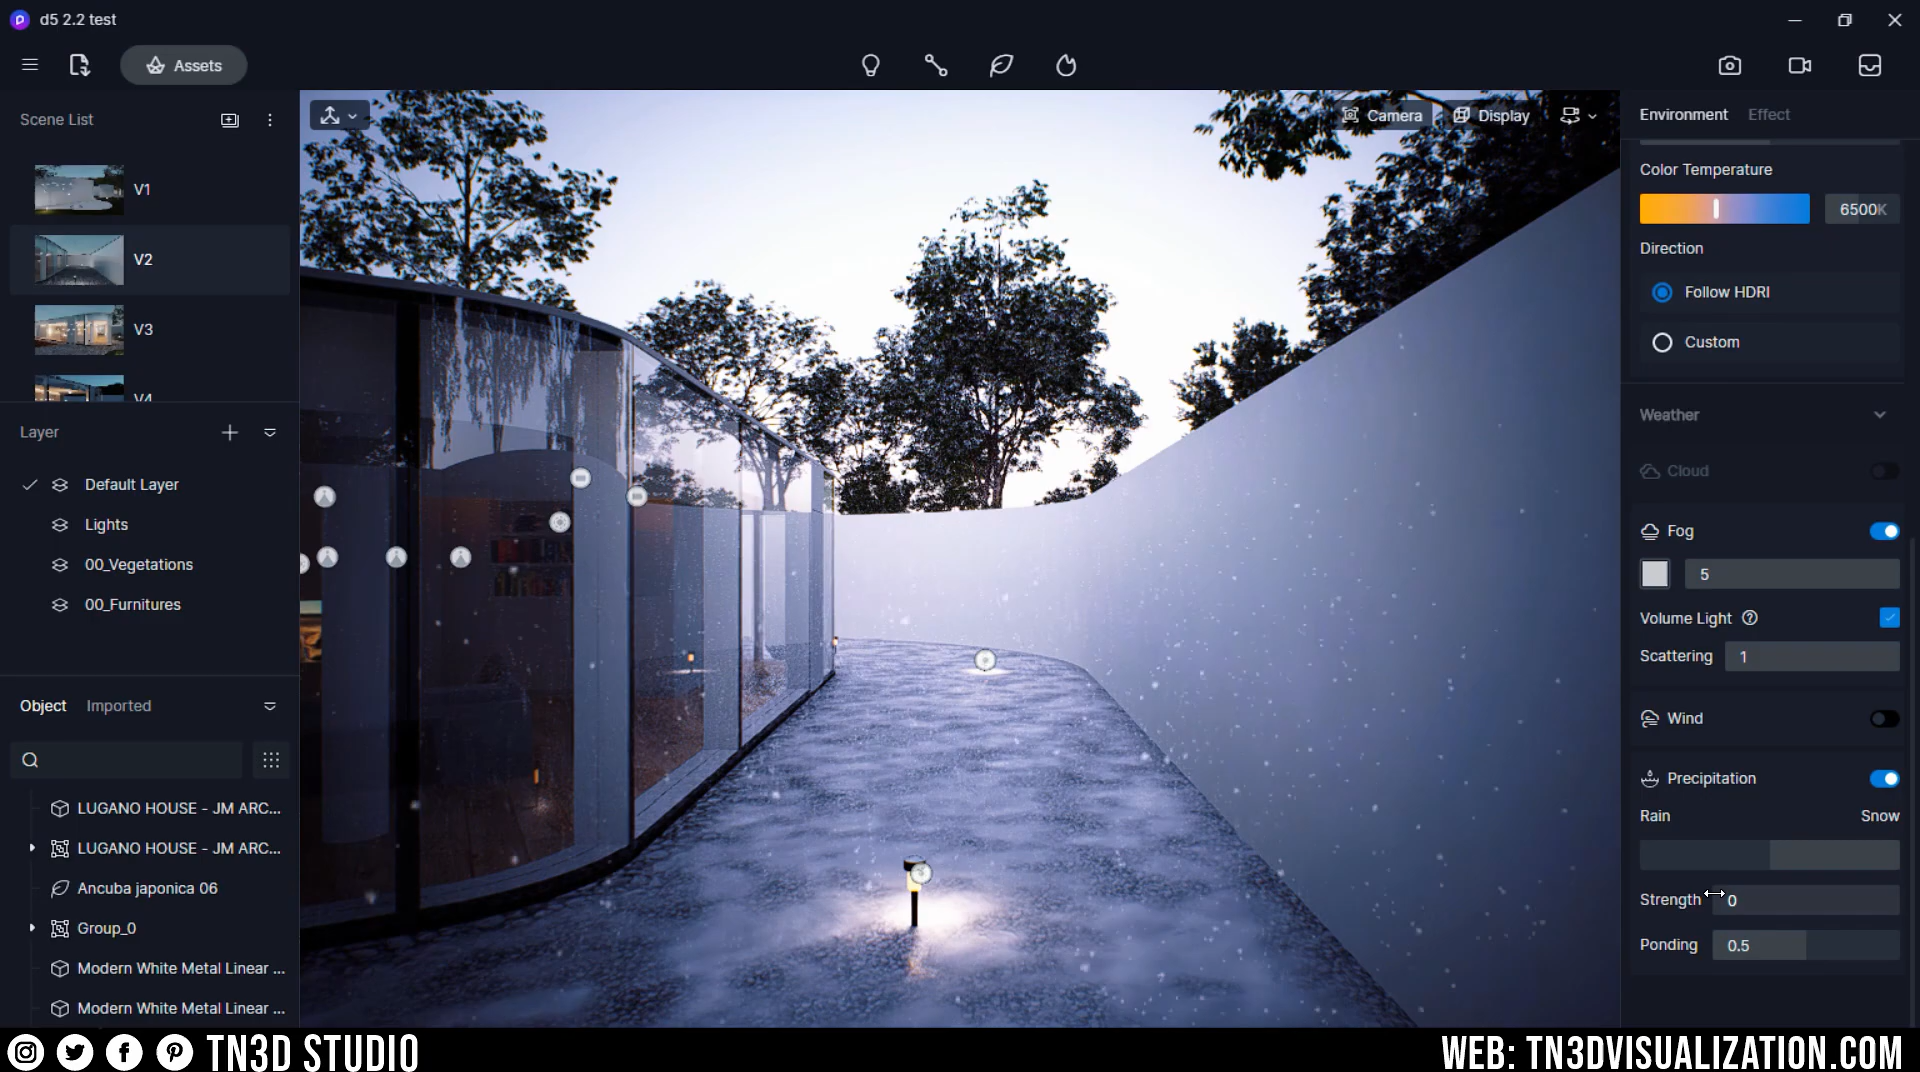 d5 2.2 test
Assets
Scene List
V1
V2
V3
V4
Layer
Default Layer
Lights
00_Vegetations
00_Furnitures
Object Imported
LUGANO HOUSE - JM ARC...
LUGANO HOUSE - JM ARC...
Ancuba japonica 06
Group_0
Modern White Metal Linear ...
Modern White Metal Linear ...
Camera Display
Environment Effect
Color Temperature
6500K
Direction
Follow HDRI
Custom
Weather
Cloud
Fog
5
Volume Light ?
Scattering 1
Wind
Precipitation
Rain Snow
Strength 0
Ponding 0.5
TN3D STUDIO
WEB: TN3DVISUALIZATION.COM